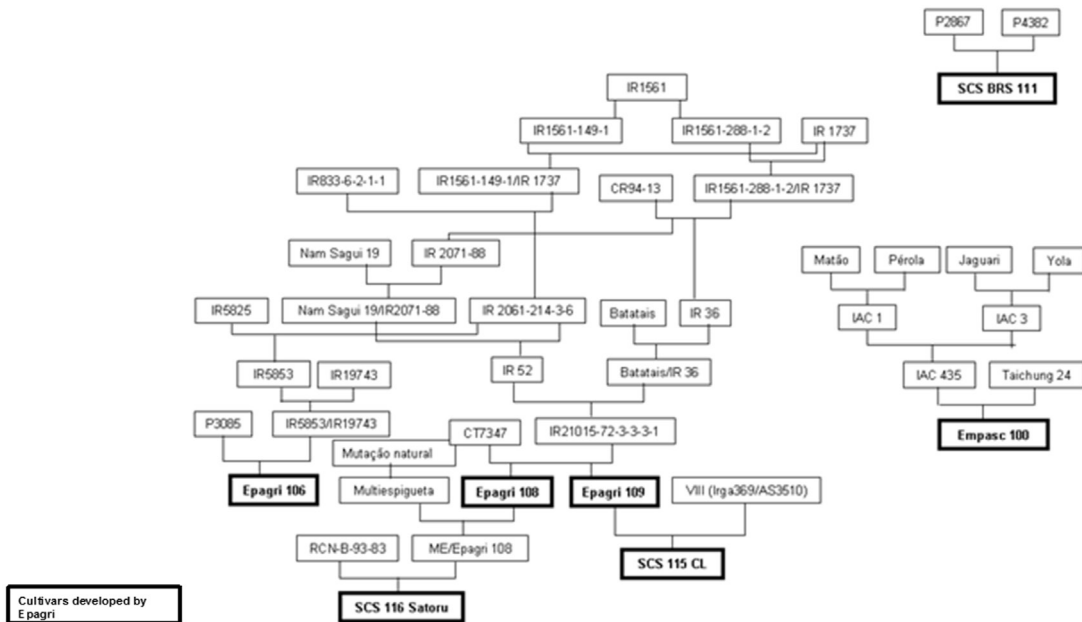 P2867 P4382
SCS BRS 111
IR1561
IR1561-149-1 IR1561-288-1-2 IR 1737
IR833-6-2-1-1 IR1561-149-1/IR 1737 CR94-13 IR1561-288-1-2/IR 1737
Nam Sagui 19 IR 2071-88 Matão Pérola Jaguari Yola
IR5825 Nam Sagui 19/IR2071-88 IR 2061-214-3-6 Batatais IR 36 IAC 1 IAC 3
IR5853 IR19743 IR 52 Batatais/IR 36 IAC 435 Taichung 24
P3085 IR5853/IR19743 CT7347 IR21015-72-3-3-3-1 Empasc 100
Mutação natural
Epagri 106 Multiespigueta Epagri 108 Epagri 109 VIII (Irga369/AS3510)
RCN-B-93-83 ME/Epagri 108 SCS 115 CL
SCS 116 Satoru
Cultivars developed by
Epagri